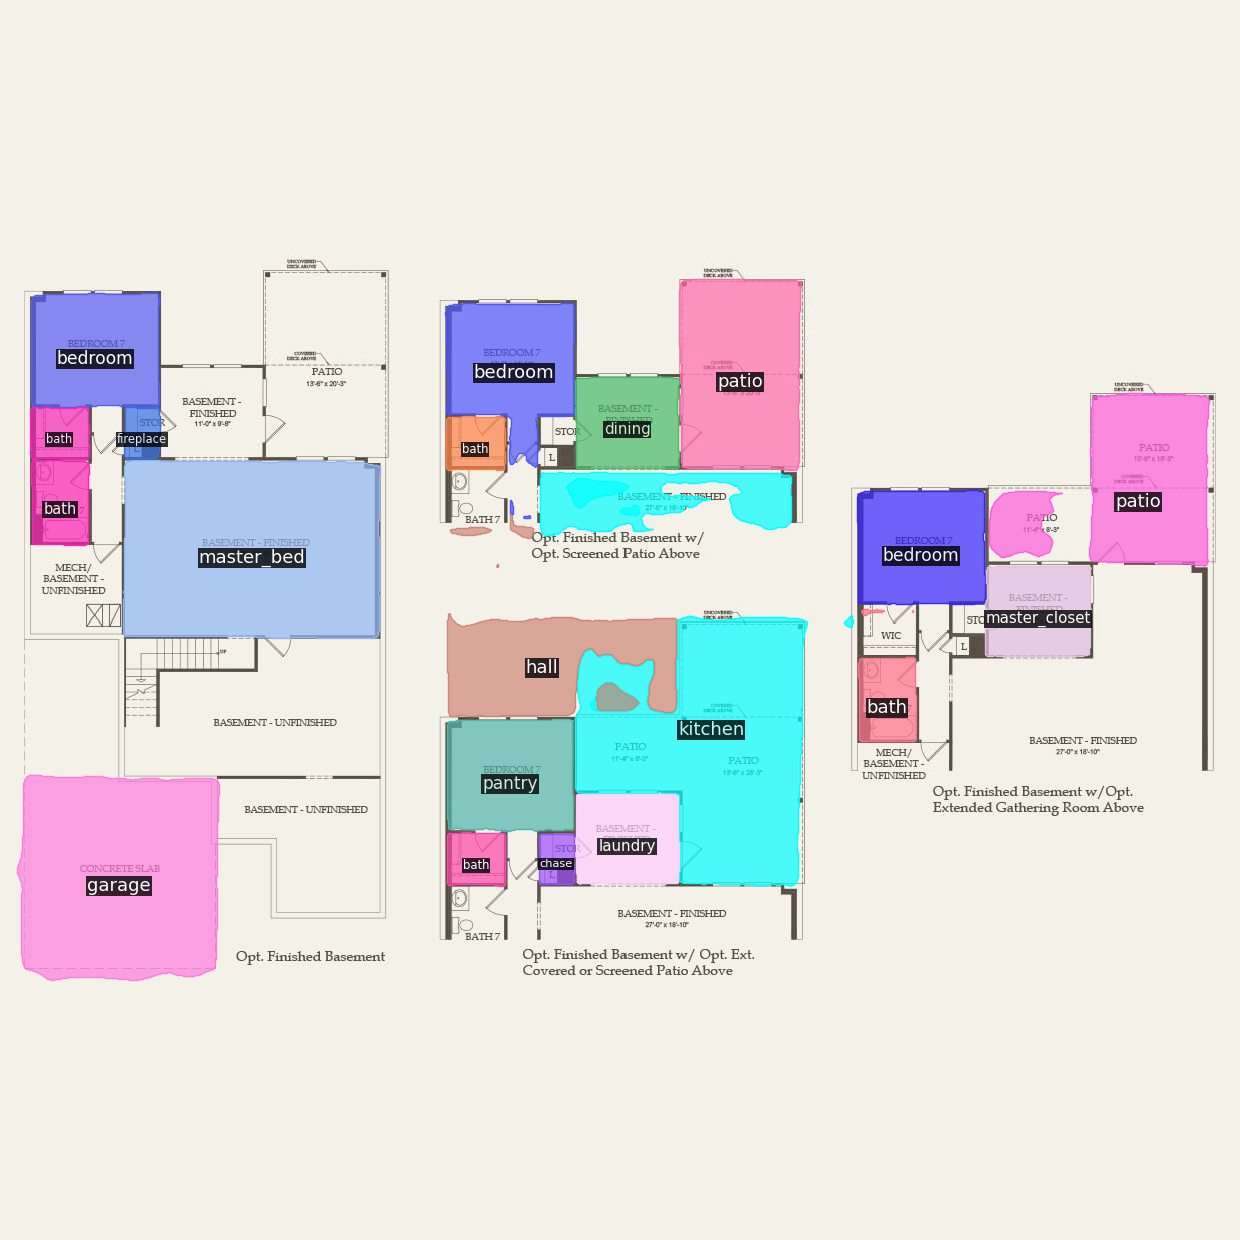 UNCOVERED
DECK ABOVE
COVERED
DECK ABOVE
PATIO
13'-6" x 20'-3"
BEDROOM 7
bedroom
BASEMENT -
FINISHED
11'-0" x 9'-8"
bath
STOR
fireplace
L
bath
BASEMENT - FINISHED
master_bed
MECH/
BASEMENT -
UNFINISHED
UP
BASEMENT - UNFINISHED
BASEMENT - UNFINISHED
CONCRETE SLAB
garage
Opt. Finished Basement
UNCOVERED
DECK ABOVE
COVERED
DECK ABOVE
patio
BEDROOM 7
bedroom
BASEMENT -
dining
bath
STOR
L
BASEMENT - FINISHED
27'-0" x 18'-10"
BATH 7
Opt. Finished Basement w/
Opt. Screened Patio Above
UNCOVERED
DECK ABOVE
hall
COVERED
DECK ABOVE
kitchen
PATIO
11'-4" x 8'-3"
PATIO
13'-6" x 28'-3"
BEDROOM 7
pantry
BASEMENT -
laundry
bath
STOR
chase
L
BASEMENT - FINISHED
27'-0" x 18'-10"
BATH 7
Opt. Finished Basement w/ Opt. Ext.
Covered or Screened Patio Above
UNCOVERED
DECK ABOVE
PATIO
13'-6" x 18'-3"
COVERED
DECK ABOVE
patio
PATIO
11'-4" x 8'-3"
BEDROOM 7
bedroom
BASEMENT -
FINISHED
master_closet
WIC
L
bath
BASEMENT - FINISHED
27'-0" x 18'-10"
MECH/
BASEMENT -
UNFINISHED
Opt. Finished Basement w/Opt.
Extended Gathering Room Above